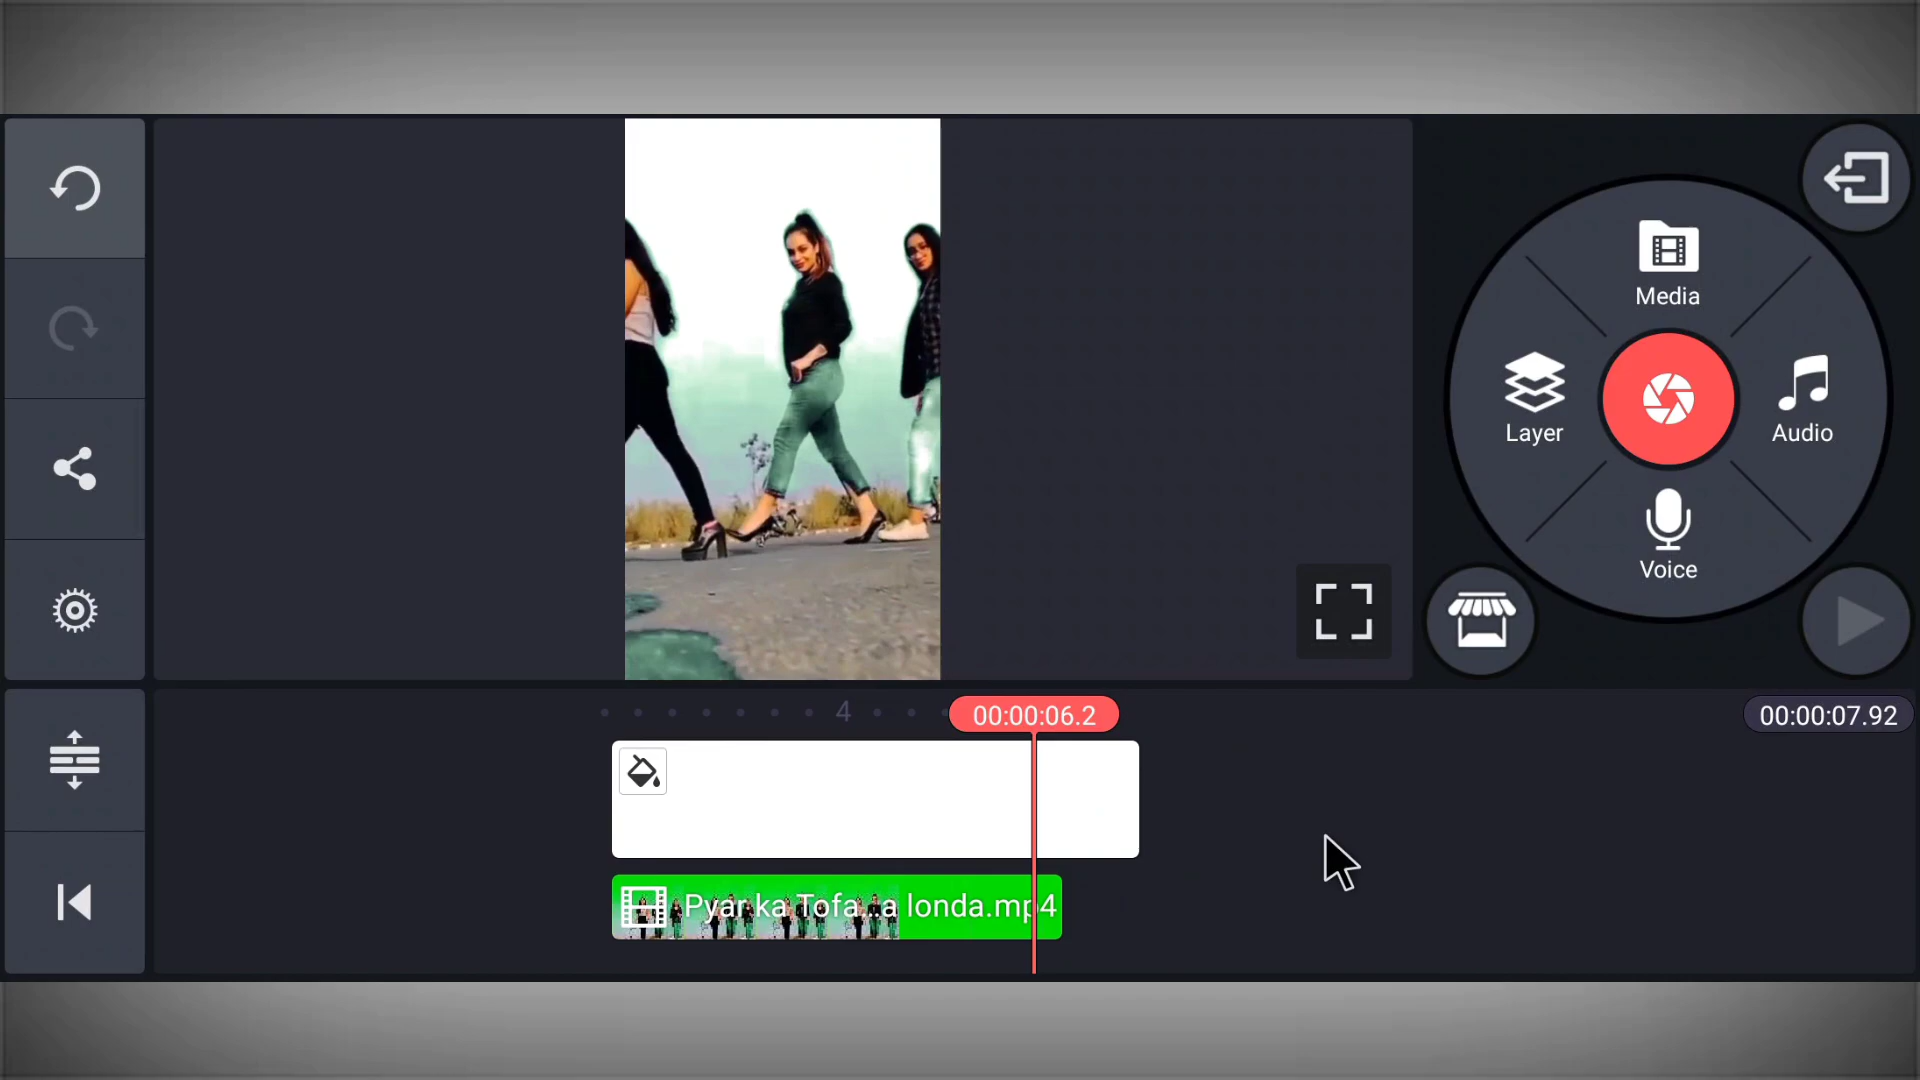 Media
Layer
Audio
Voice
4
00:00:06.2
00:00:07.92
Pyar ka Tofa...a londa.mp4